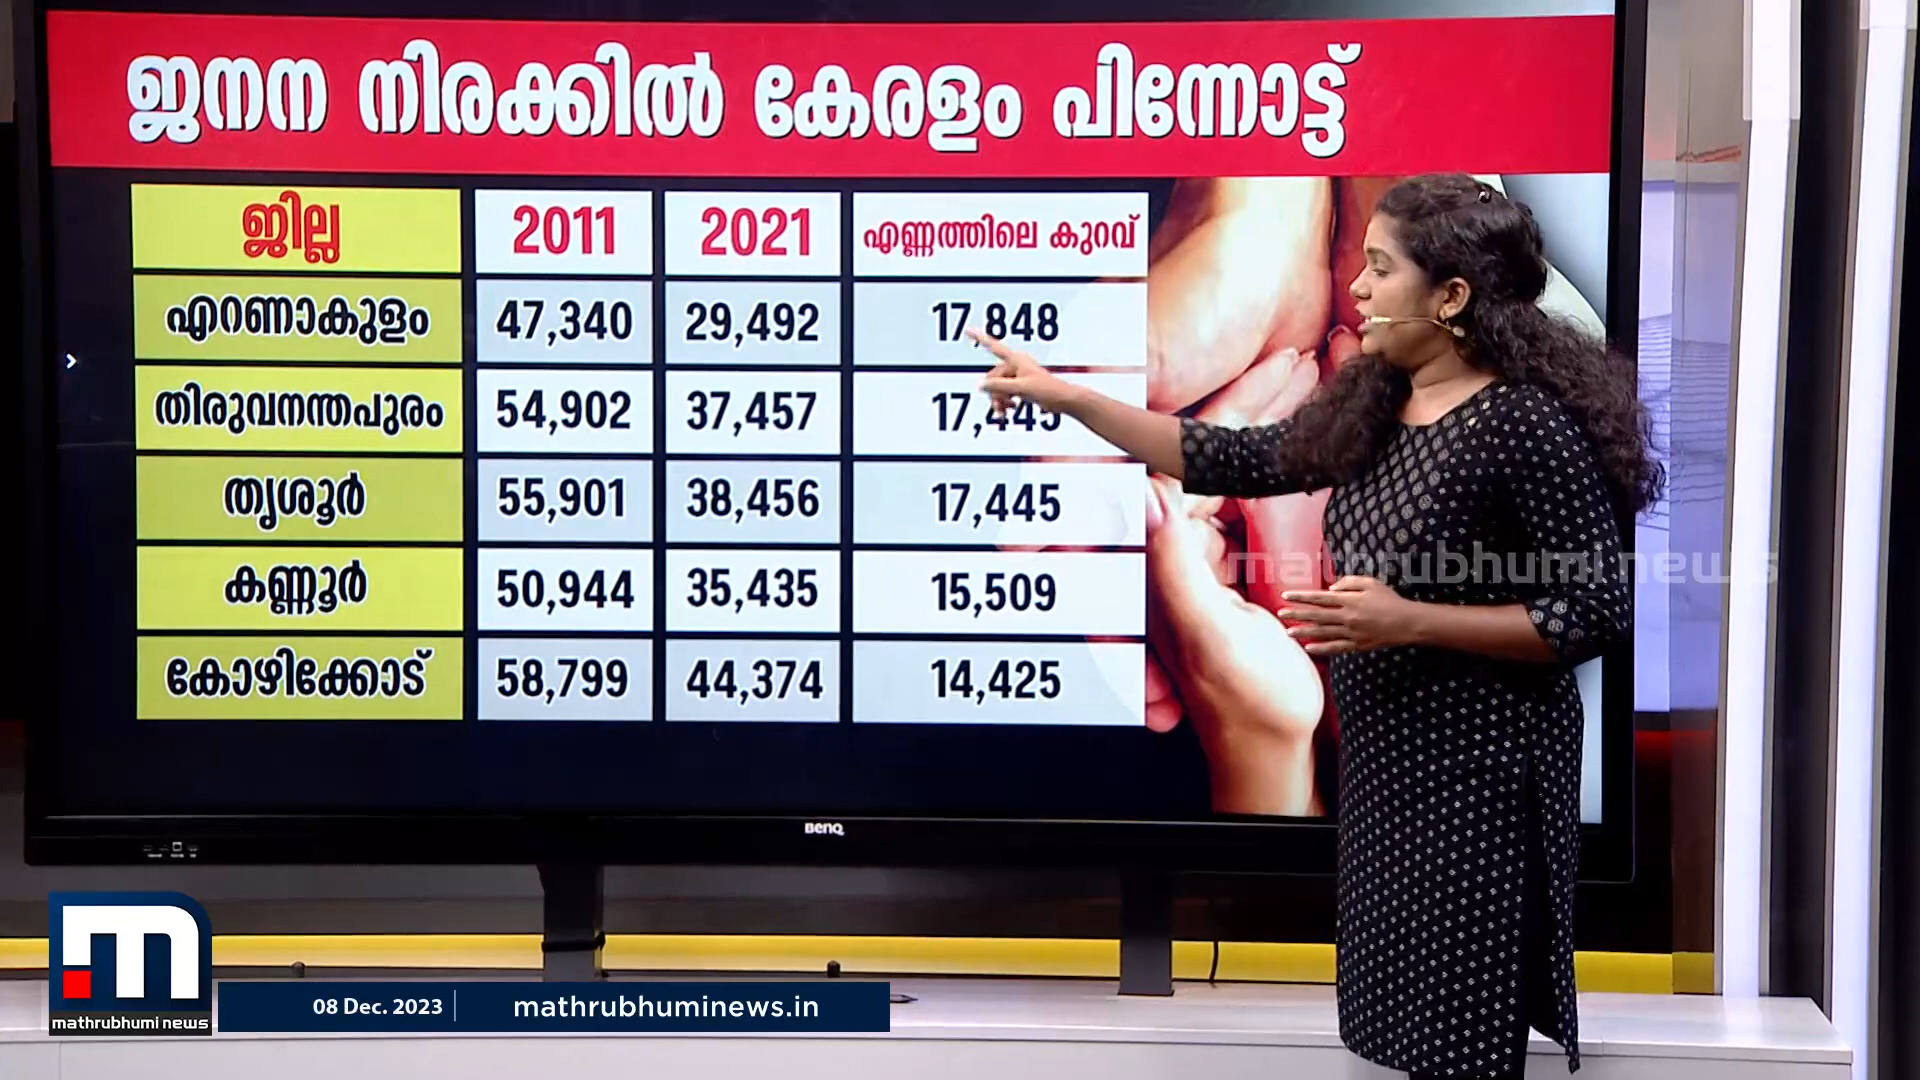 ജനന നിരക്കിൽ കേരളം പിന്നോട്ട്
ജില്ല 2011 2021 എണ്ണത്തിലെ കുറവ്
എറണാകുളം 47,340 29,492 17,848
തിരുവനന്തപുരം 54,902 37,457 17,445
തൃശൂർ 55,901 38,456 17,445
കണ്ണൂർ 50,944 35,435 15,509
കോഴിക്കോട് 58,799 44,374 14,425
mathrubhumi news
BenQ
mathrubhumi news
08 Dec. 2023
mathrubhuminews.in